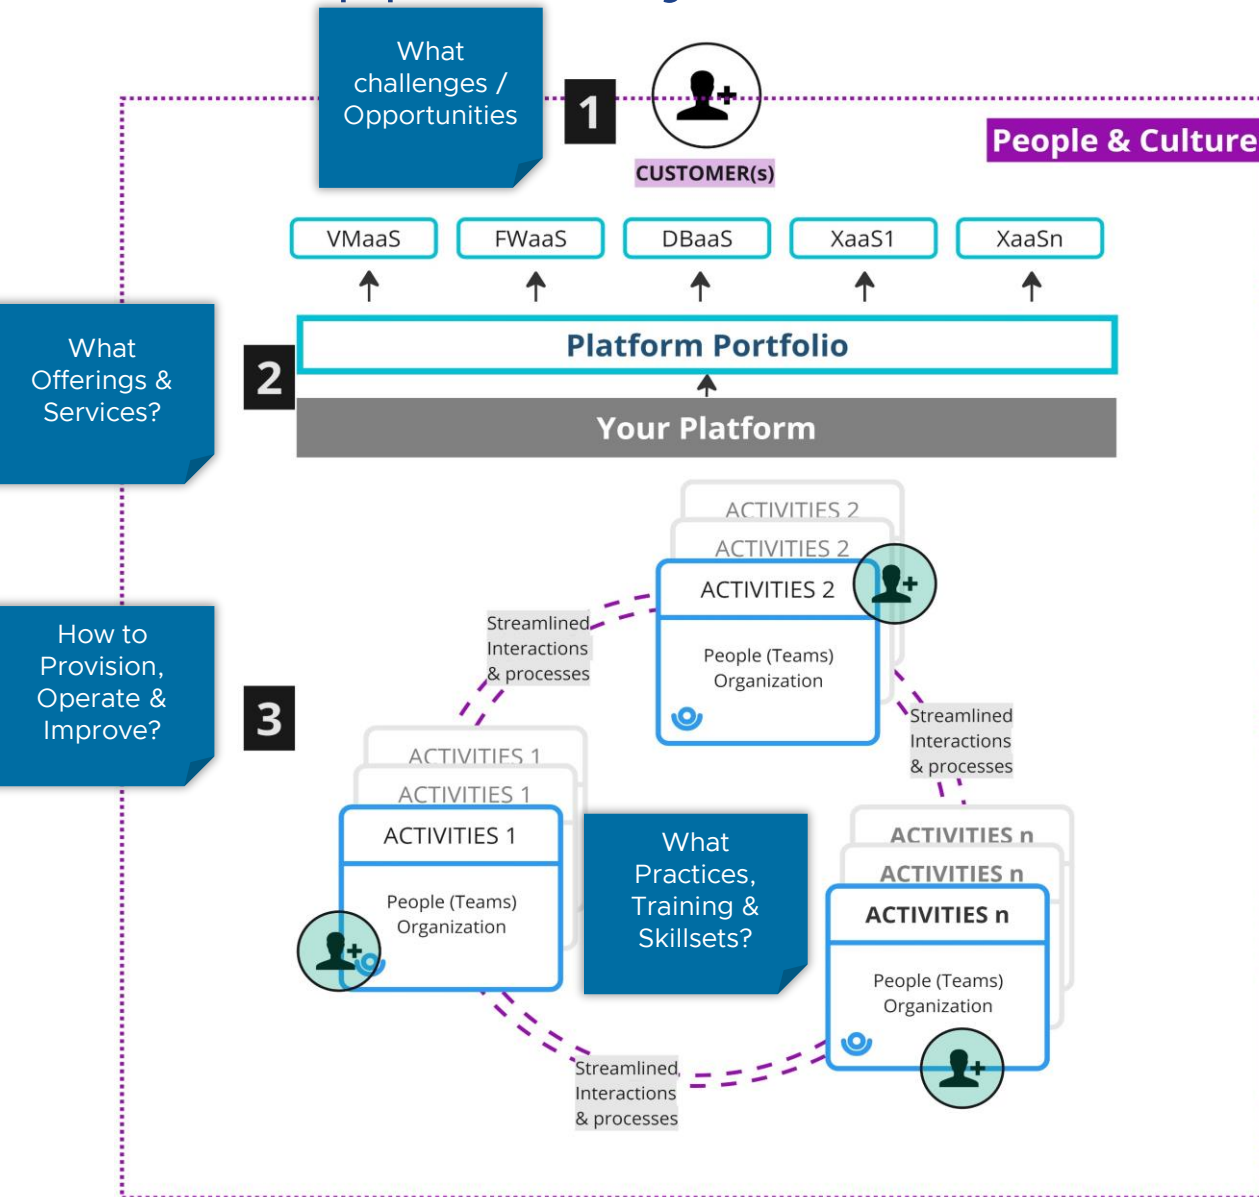 What
challenges /
Opportunities
1
CUSTOMER(s)
People & Culture
VMaaS
FWaaS
DBaaS
XaaS1
XaaSn
What
Offerings &
Services?
2
Platform Portfolio
Your Platform
How to
Provision,
Operate &
Improve?
3
ACTIVITIES 2
ACTIVITIES 2
ACTIVITIES 2
People (Teams)
Organization
Streamlined
Interactions
& processes
Streamlined
Interactions
& processes
ACTIVITIES 1
ACTIVITIES 1
ACTIVITIES 1
People (Teams)
Organization
What
Practices,
Training &
Skillsets?
ACTIVITIES n
ACTIVITIES n
ACTIVITIES n
People (Teams)
Organization
Streamlined
Interactions
& processes